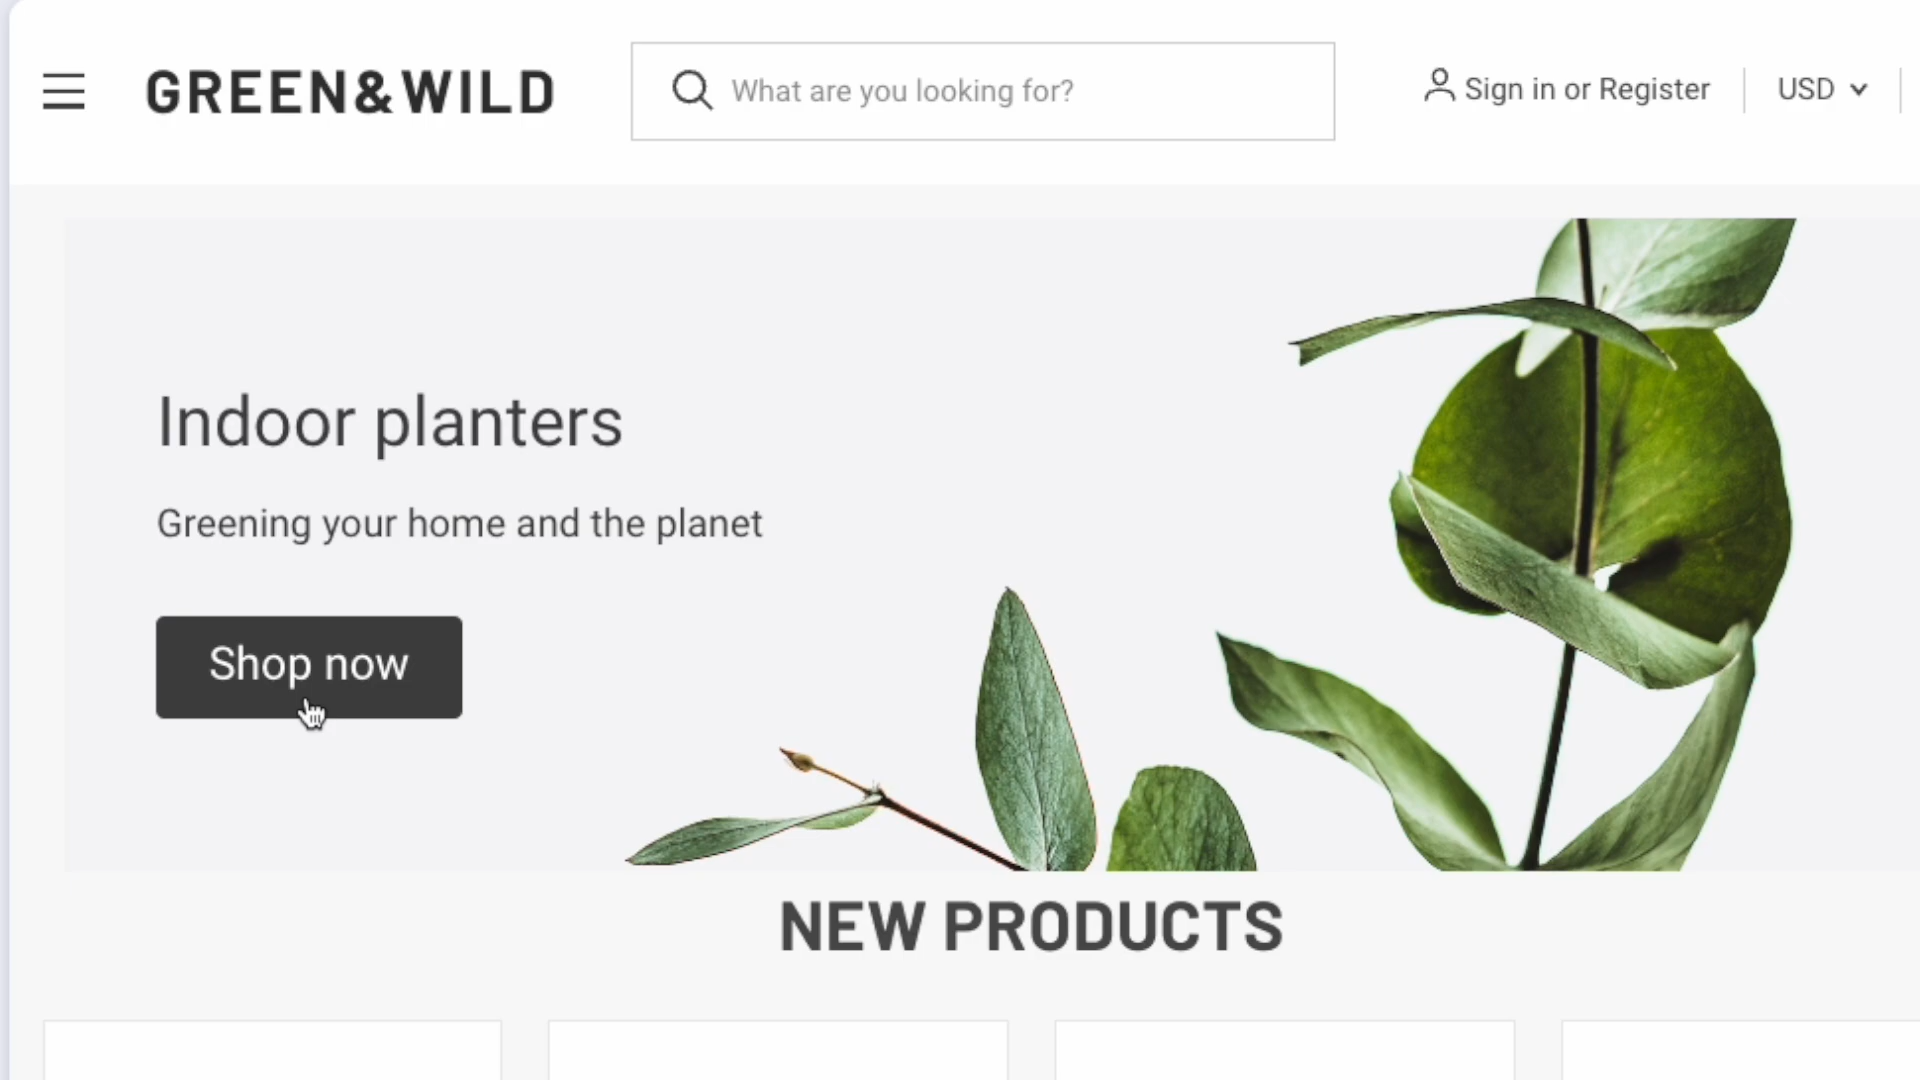 GREEN&WILD
What are you looking for?
Sign in or Register
USD
Indoor planters
Greening your home and the planet
Shop now
NEW PRODUCTS